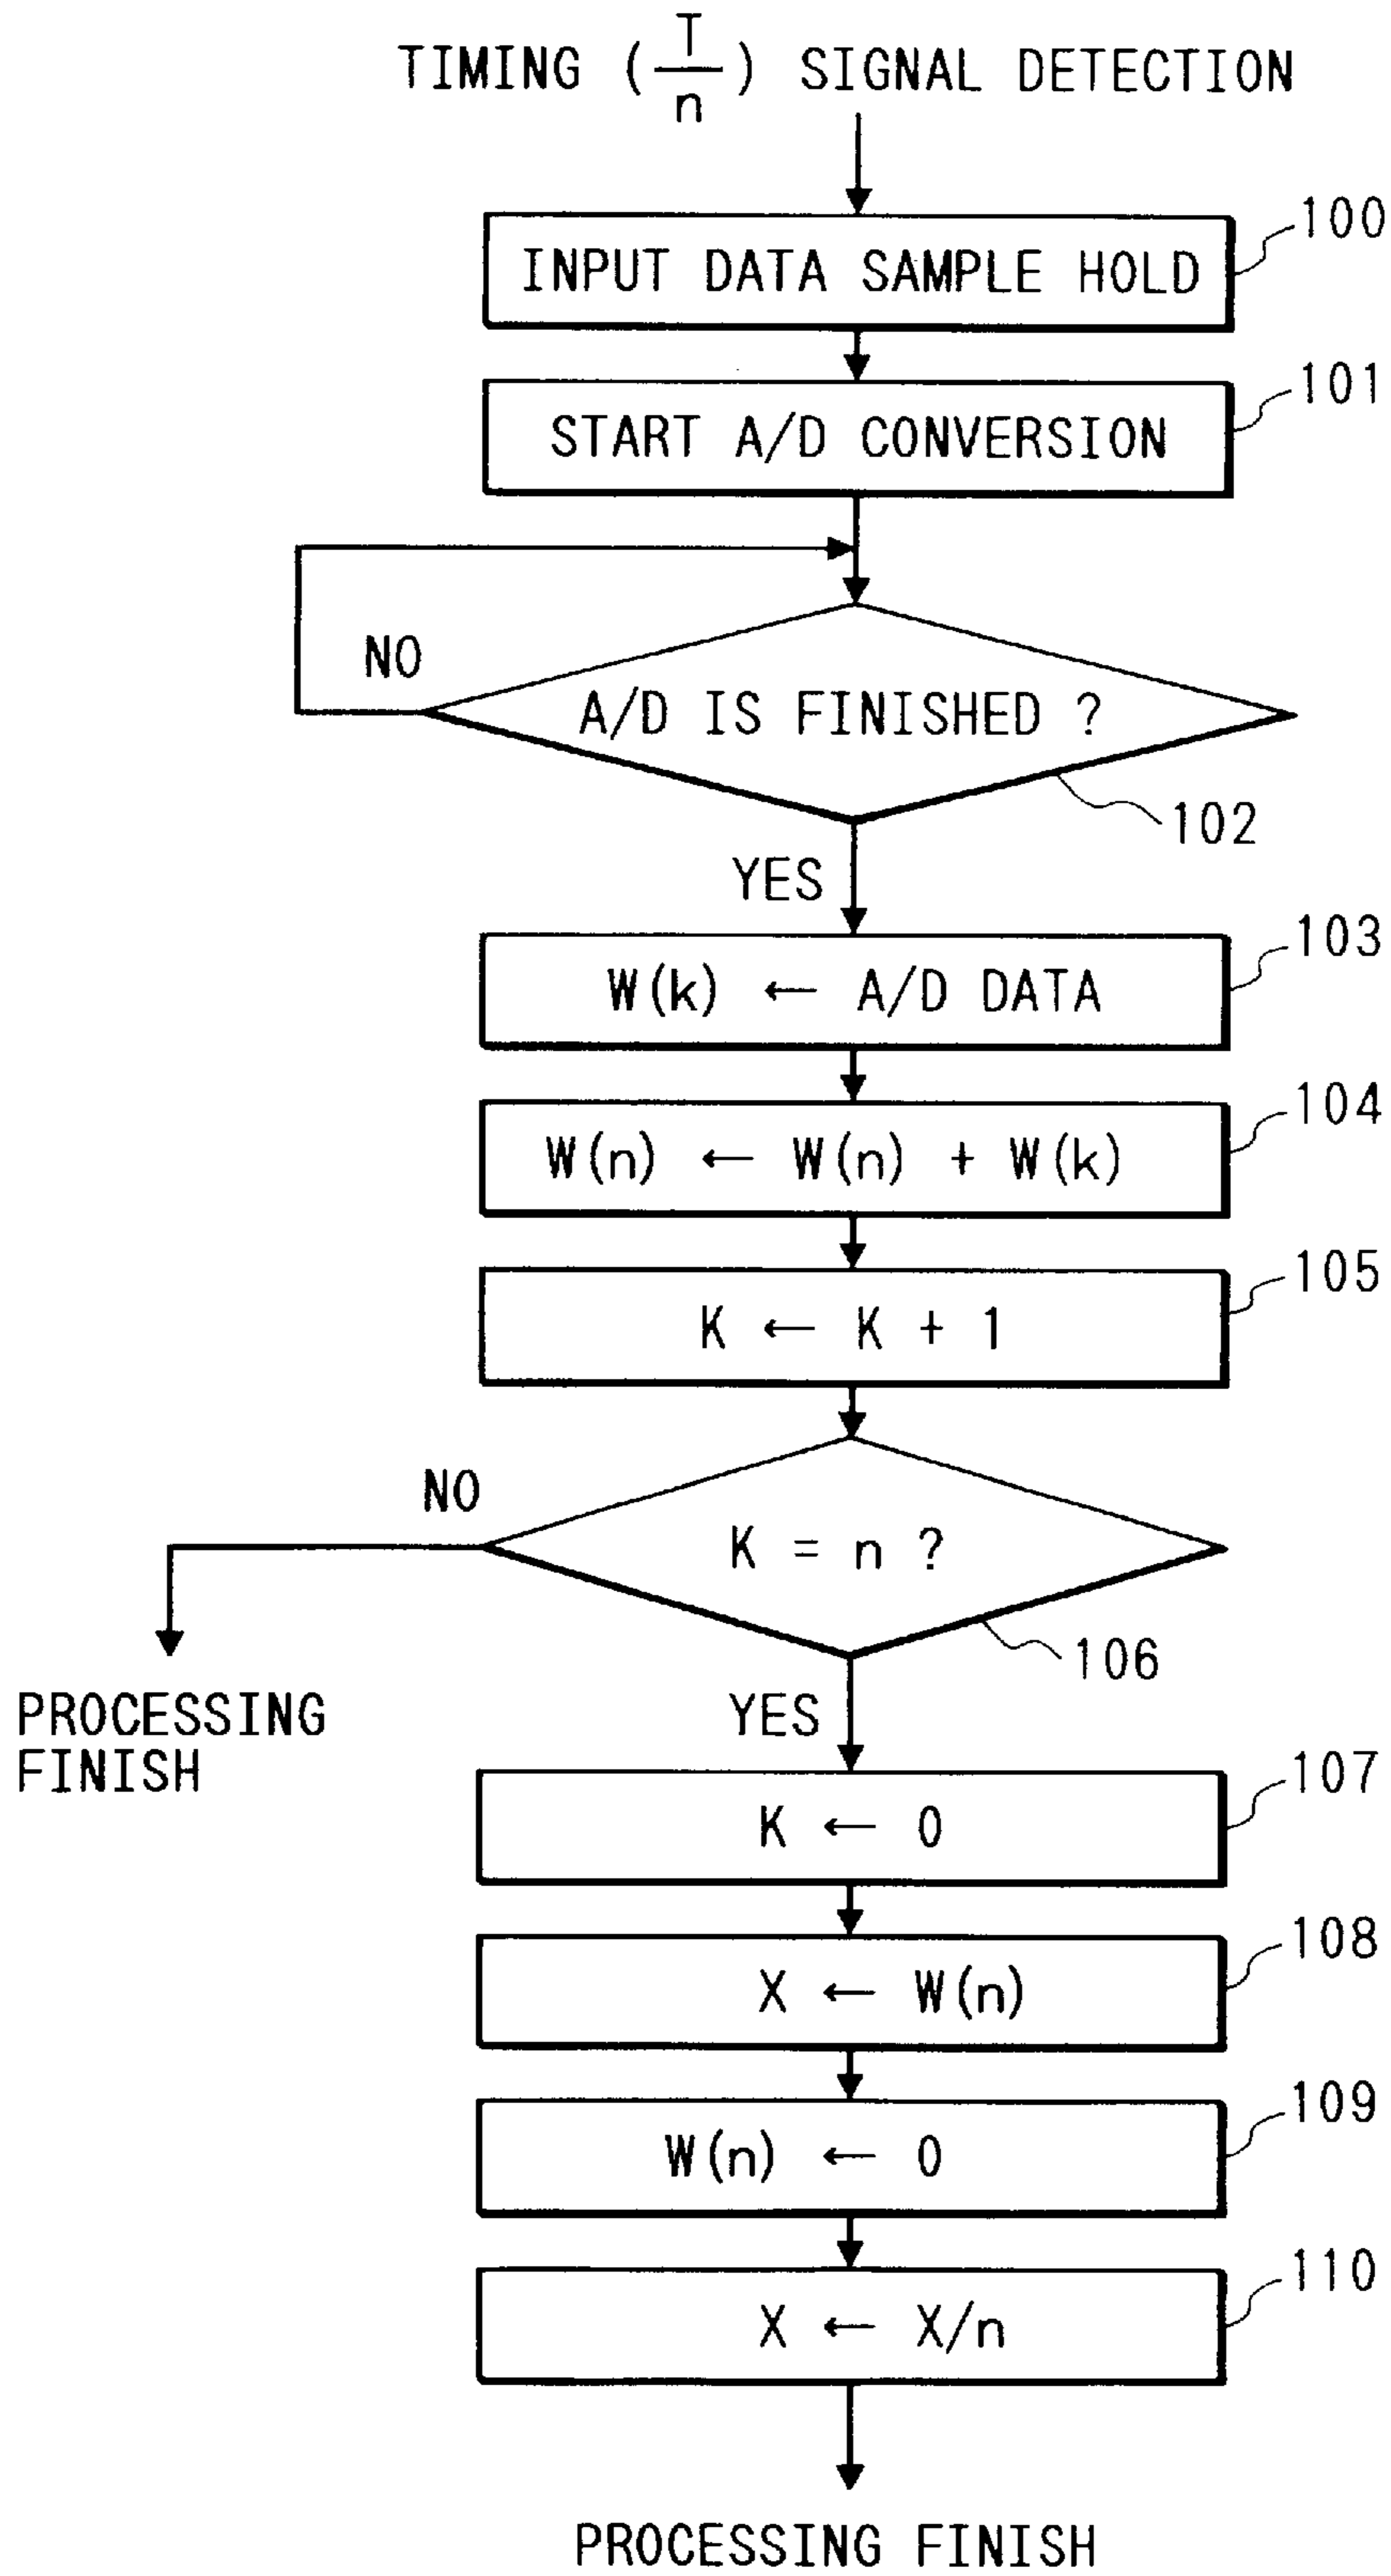 TIMING (T/n) SIGNAL DETECTION
INPUT DATA SAMPLE HOLD
100
START A/D CONVERSION
101
NO
A/D IS FINISHED ?
102
YES
W(k) ← A/D DATA
103
W(n) ← W(n) + W(k)
104
K ← K + 1
105
NO
K = n ?
106
PROCESSING
FINISH
YES
K ← 0
107
X ← W(n)
108
W(n) ← 0
109
X ← X/n
110
PROCESSING FINISH